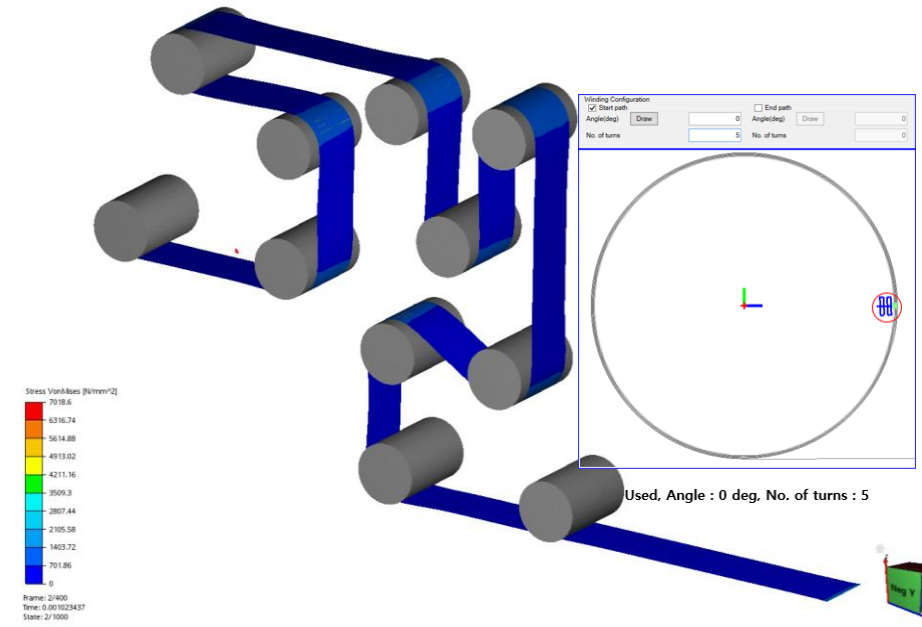 Winding Configuration
Start path
End path
Angle(deg) Draw 0 Angle(deg) Draw 0
No. of turns 5 No. of turns 0
Used, Angle : 0 deg, No. of turns : 5
Stress VonMises [N/mm^2]
7018.6
6316.74
5614.88
4913.02
4211.16
3509.3
2807.44
2105.58
1403.72
701.86
0
Frame: 2/400
Time: 0.001023437
State: 2/1000
Neg Y